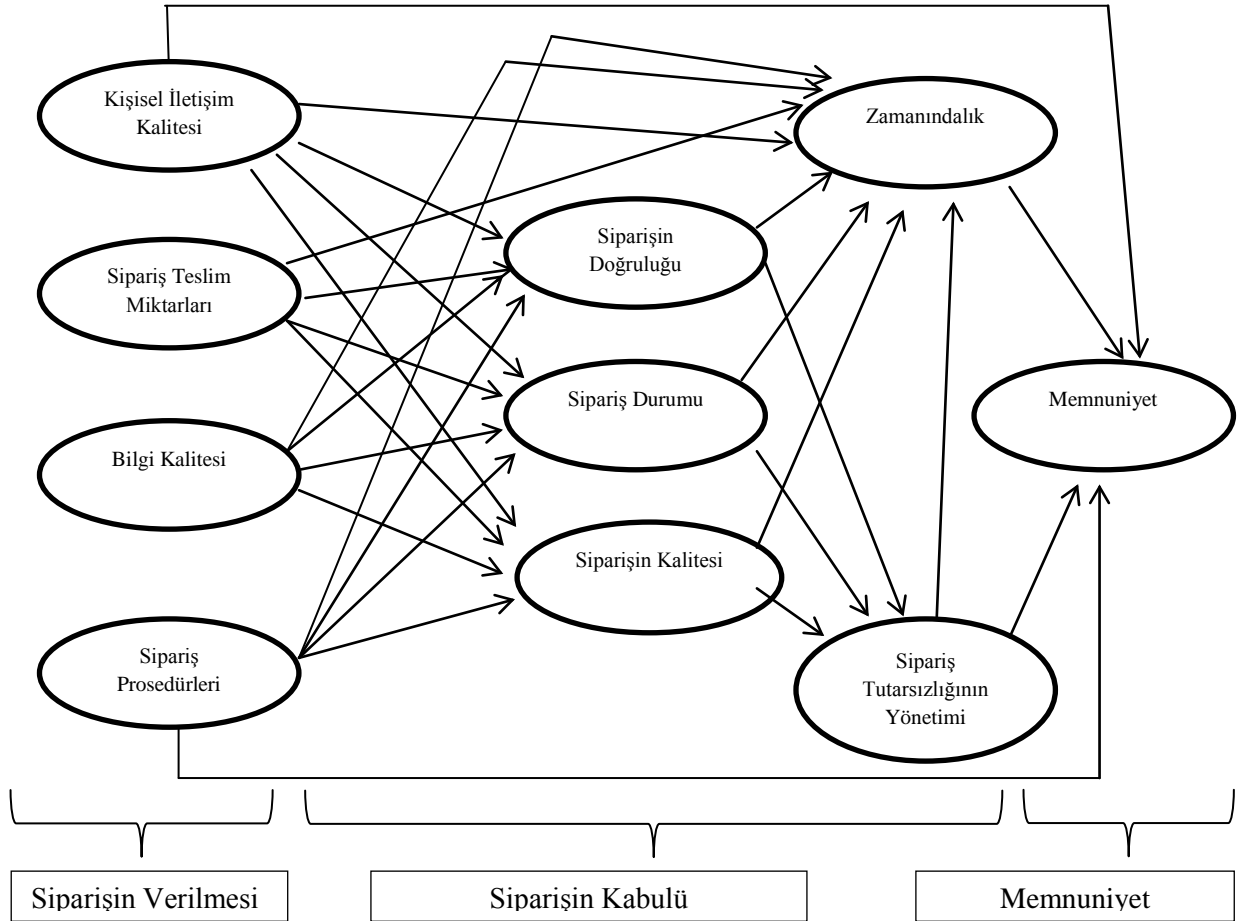 Kişisel İletişim
Kalitesi
Zamanındalık
Siparişin
Doğruluğu
Sipariş Teslim
Miktarları
Sipariş Durumu
Memnuniyet
Bilgi Kalitesi
Siparişin Kalitesi
Sipariş
Prosedürleri
Sipariş
Tutarsızlığının
Yönetimi
Siparişin Verilmesi
Siparişin Kabulü
Memnuniyet